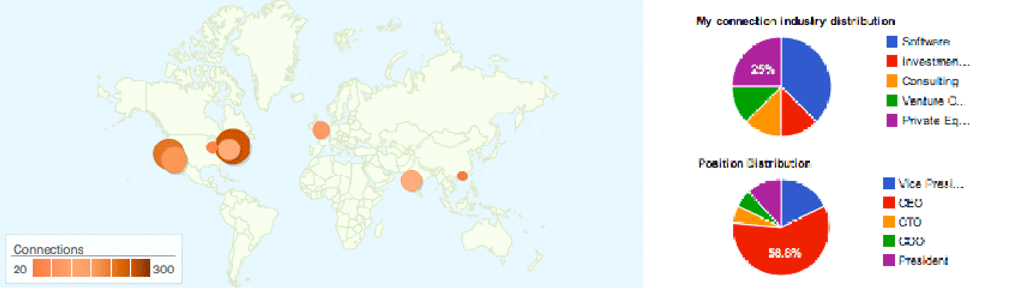 My connection industry distribution
25%
Software
Investmen...
Consulting
Venture C...
Private Eq...
Position Distribution
58.8%
Vice Presi...
CEO
CTO
COO
President
Connections
20 300